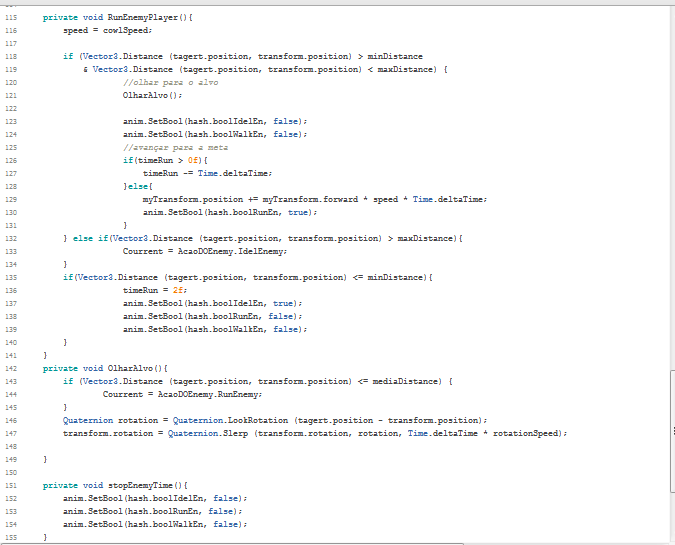 115 private void RunEnemyPlayer(){
116 speed = cowlSpeed;
117
118 if (Vector3.Distance (tagert.position, transform.position) > minDistance
119 & Vector3.Distance (tagert.position, transform.position) < maxDistance) {
120 //olhar para o alvo
121 OlharAlvo();
122
123 anim.SetBool(hash.boolIdelEn, false);
124 anim.SetBool(hash.boolWalkEn, false);
125 //avançar para a meta
126 if(timeRun > 0f){
127 timeRun -= Time.deltaTime;
128 }else{
129 myTransform.position += myTransform.forward * speed * Time.deltaTime;
130 anim.SetBool(hash.boolRunEn, true);
131 }
132 } else if(Vector3.Distance (tagert.position, transform.position) > maxDistance){
133 Courrent = AcaoDOEnemy.IdelEnemy;
134 }
135 if(Vector3.Distance (tagert.position, transform.position) <= minDistance){
136 timeRun = 2f;
137 anim.SetBool(hash.boolIdelEn, true);
138 anim.SetBool(hash.boolRunEn, false);
139 anim.SetBool(hash.boolWalkEn, false);
140 }
141 }
142 private void OlharAlvo(){
143 if (Vector3.Distance (tagert.position, transform.position) <= mediaDistance) {
144 Courrent = AcaoDOEnemy.RunEnemy;
145 }
146 Quaternion rotation = Quaternion.LookRotation (tagert.position - transform.position);
147 transform.rotation = Quaternion.Slerp (transform.rotation, rotation, Time.deltaTime * rotationSpeed);
148
149 }
150
151 private void stopEnemyTime(){
152 anim.SetBool(hash.boolIdelEn, false);
153 anim.SetBool(hash.boolRunEn, false);
154 anim.SetBool(hash.boolWalkEn, false);
155 }